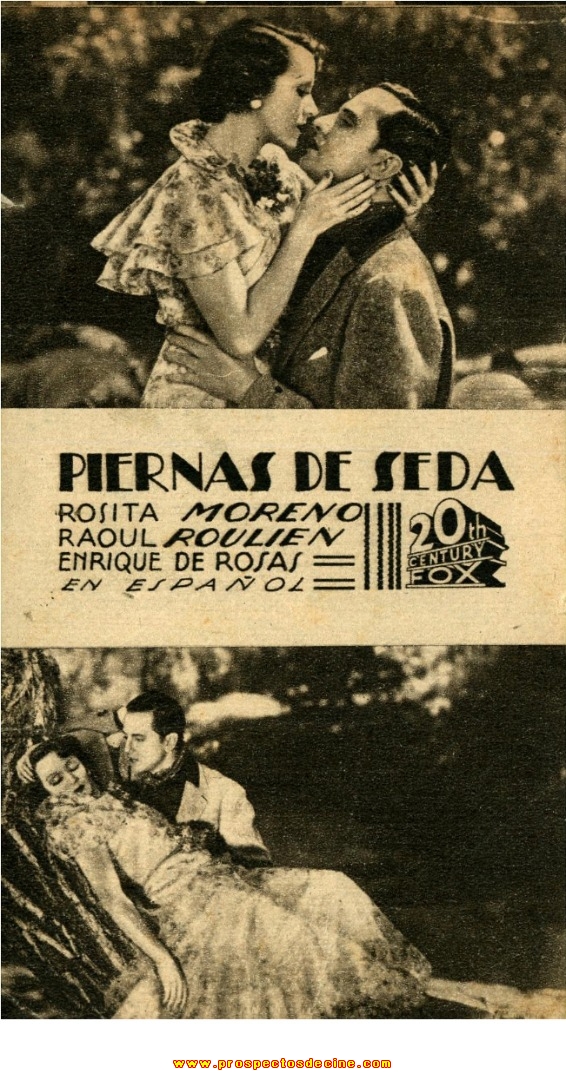 PIERNAS DE SEDA
ROSITA MORENO
RAOUL ROULIEN
ENRIQUE DE ROSAS
EN ESPAÑOL
20th
CENTURY
FOX
www.prospectosdecine.com